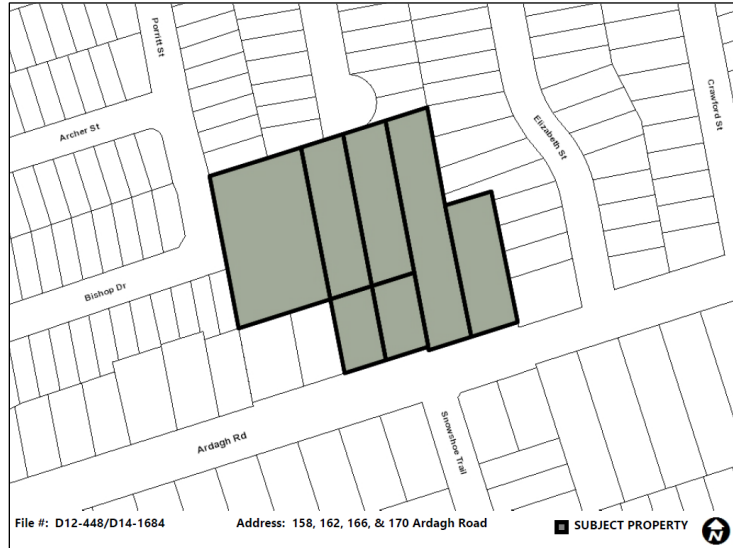 Porritt St
Archer St
Elizabeth St
Crawford St
Bishop Dr
Ardagh Rd
Snowshoe Trail
File #: D12-448/D14-1684 Address: 158, 162, 166, & 170 Ardagh Road SUBJECT PROPERTY N